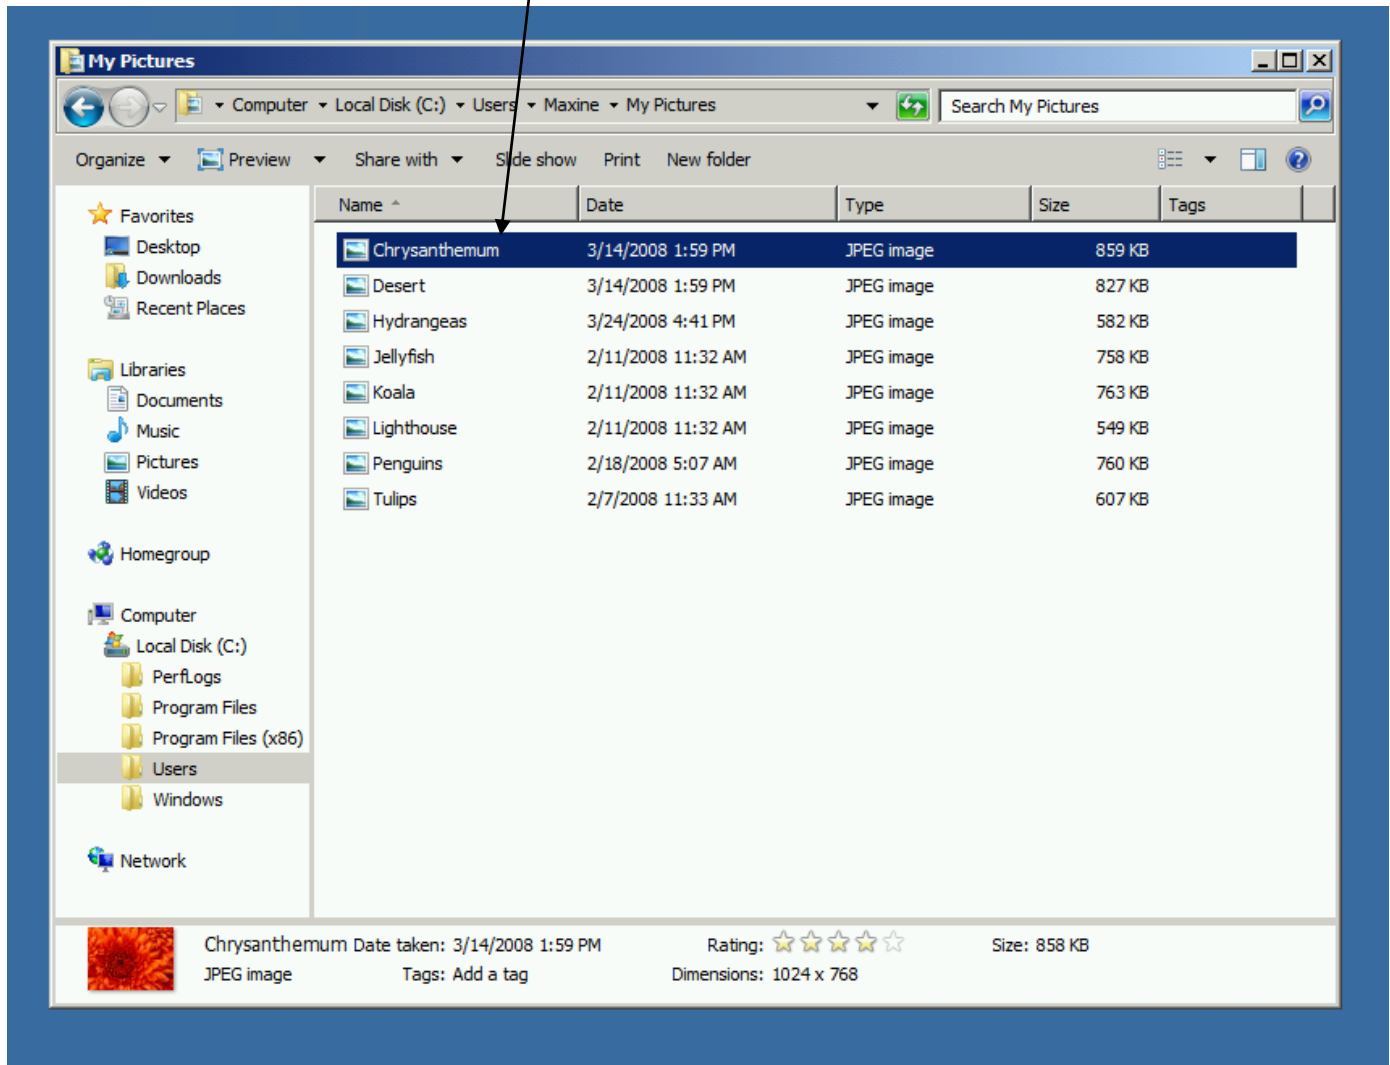 My Pictures
Computer Local Disk (C:) Users Maxine My Pictures Search My Pictures
Organize Preview Share with Slide show Print New folder
Favorites
Desktop
Downloads
Recent Places
Libraries
Documents
Music
Pictures
Videos
Homegroup
Computer
Local Disk (C:)
PerfLogs
Program Files
Program Files (x86)
Users
Windows
Network
Name Date Type Size Tags
Chrysanthemum 3/14/2008 1:59 PM JPEG image 859 KB
Desert 3/14/2008 1:59 PM JPEG image 827 KB
Hydrangeas 3/24/2008 4:41 PM JPEG image 582 KB
Jellyfish 2/11/2008 11:32 AM JPEG image 758 KB
Koala 2/11/2008 11:32 AM JPEG image 763 KB
Lighthouse 2/11/2008 11:32 AM JPEG image 549 KB
Penguins 2/18/2008 5:07 AM JPEG image 760 KB
Tulips 2/7/2008 11:33 AM JPEG image 607 KB
Chrysanthemum Date taken: 3/14/2008 1:59 PM Rating: Size: 858 KB
JPEG image Tags: Add a tag Dimensions: 1024 x 768